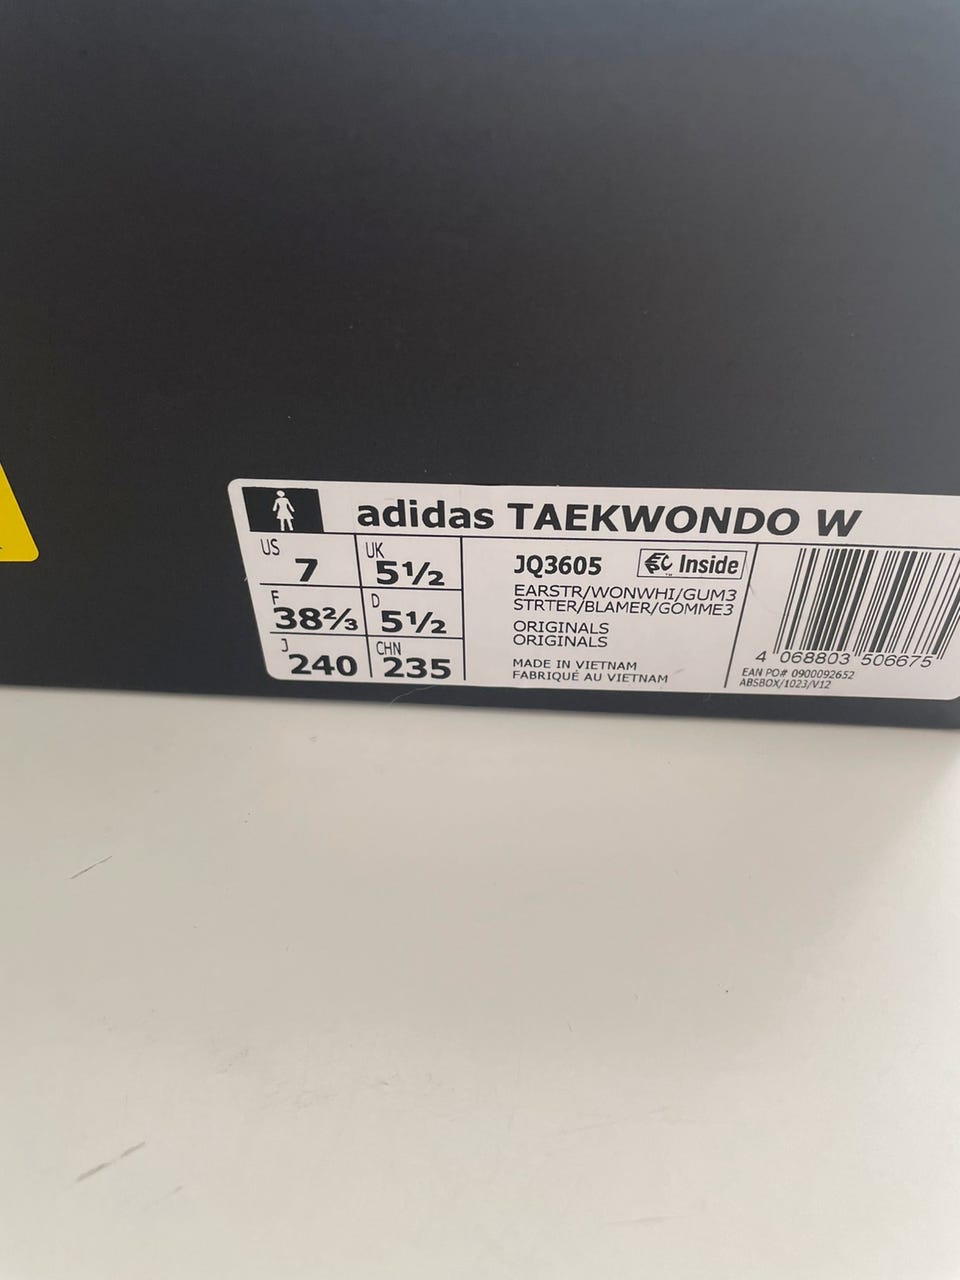 adidas TAEKWONDO W
US 7
UK 5½
F 38⅔
D 5½
J 240
CHN 235
JQ3605
Inside
EARSTR/WONWHI/GUM3
STRTER/BLAMER/GOMME3
ORIGINALS
ORIGINALS
MADE IN VIETNAM
FABRIQUÉ AU VIETNAM
4 068803 506675
EAN PO# 0900092652
ABSBOX/1023/V12